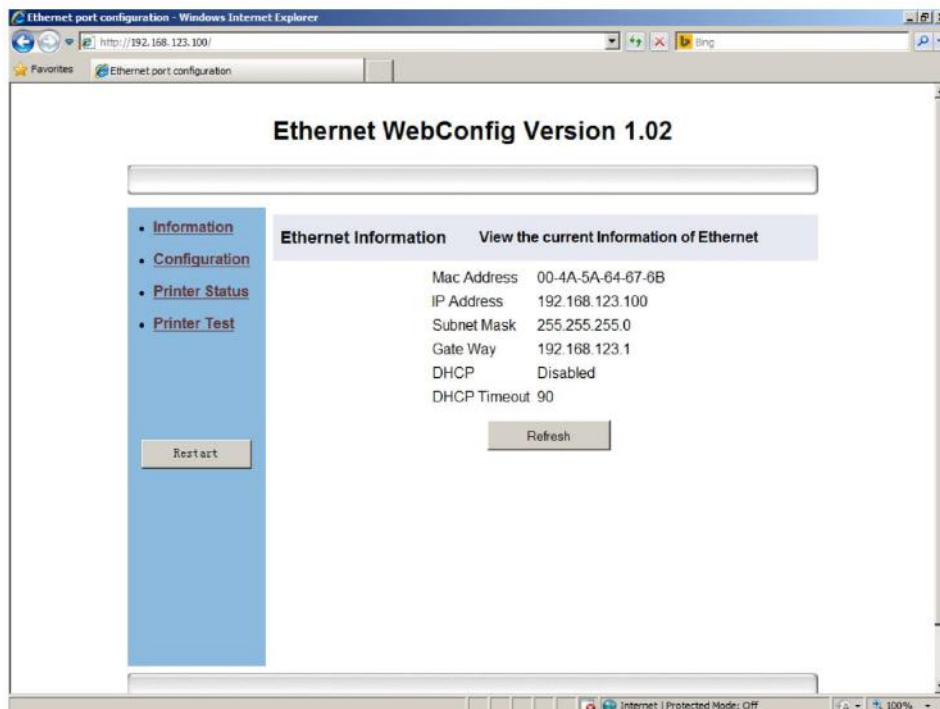 Ethernet port configuration - Windows Internet Explorer
http://192.168.123.100/
Bing
Favorites
Ethernet port configuration
Ethernet WebConfig Version 1.02
Information
Configuration
Printer Status
Printer Test
Restart
Ethernet Information View the current Information of Ethernet
Mac Address 00-4A-5A-64-67-6B
IP Address 192.168.123.100
Subnet Mask 255.255.255.0
Gate Way 192.168.123.1
DHCP Disabled
DHCP Timeout 90
Refresh
Internet | Protected Mode: Off
100%